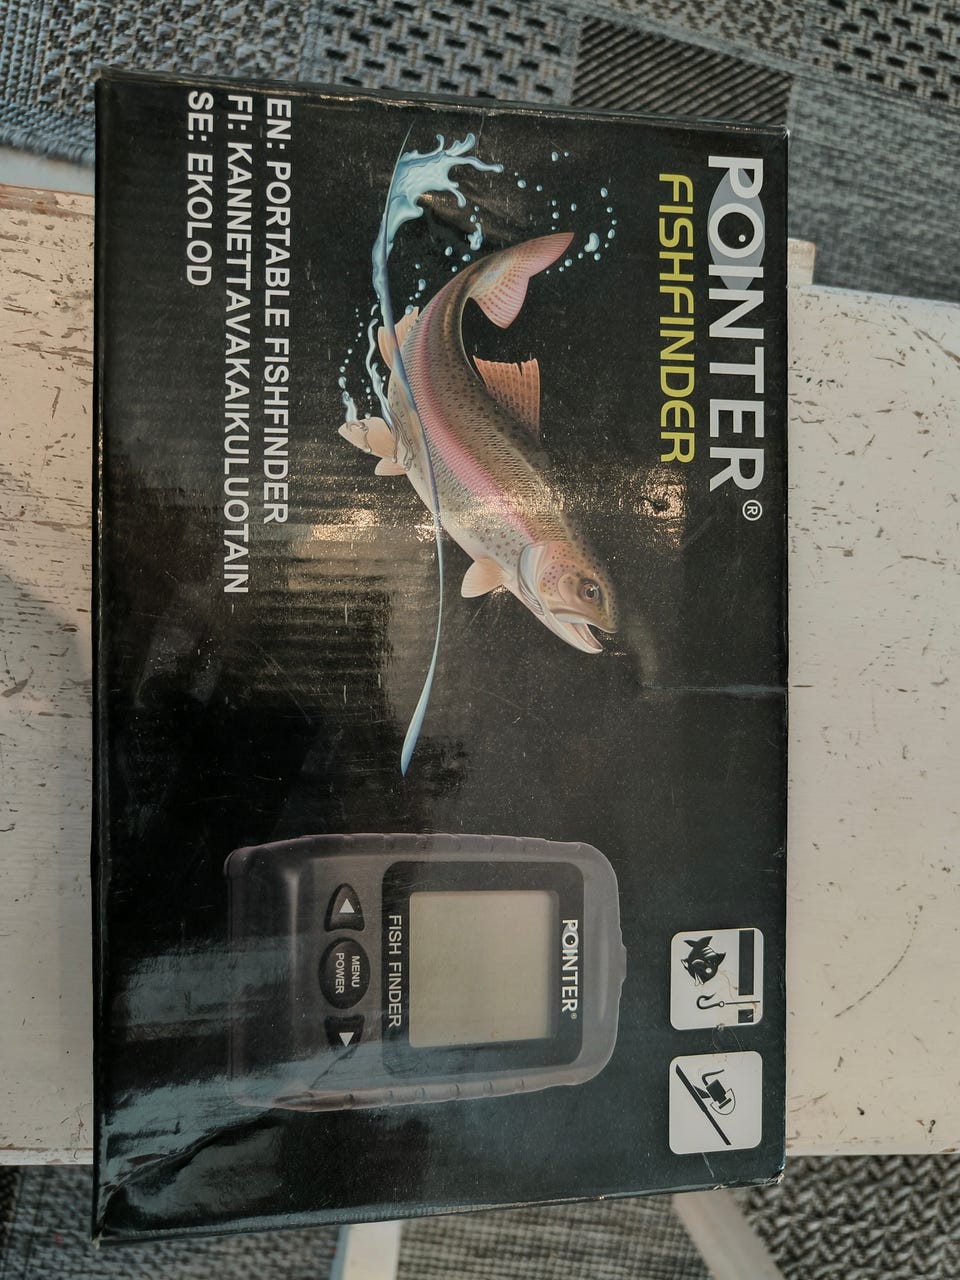 POINTER®
FISHFINDER
EN: PORTABLE FISHFINDER
FI: KANNETTAVAKAIKULUOTAIN
SE: EKOLOD
POINTER®
FISH FINDER
MENU
POWER